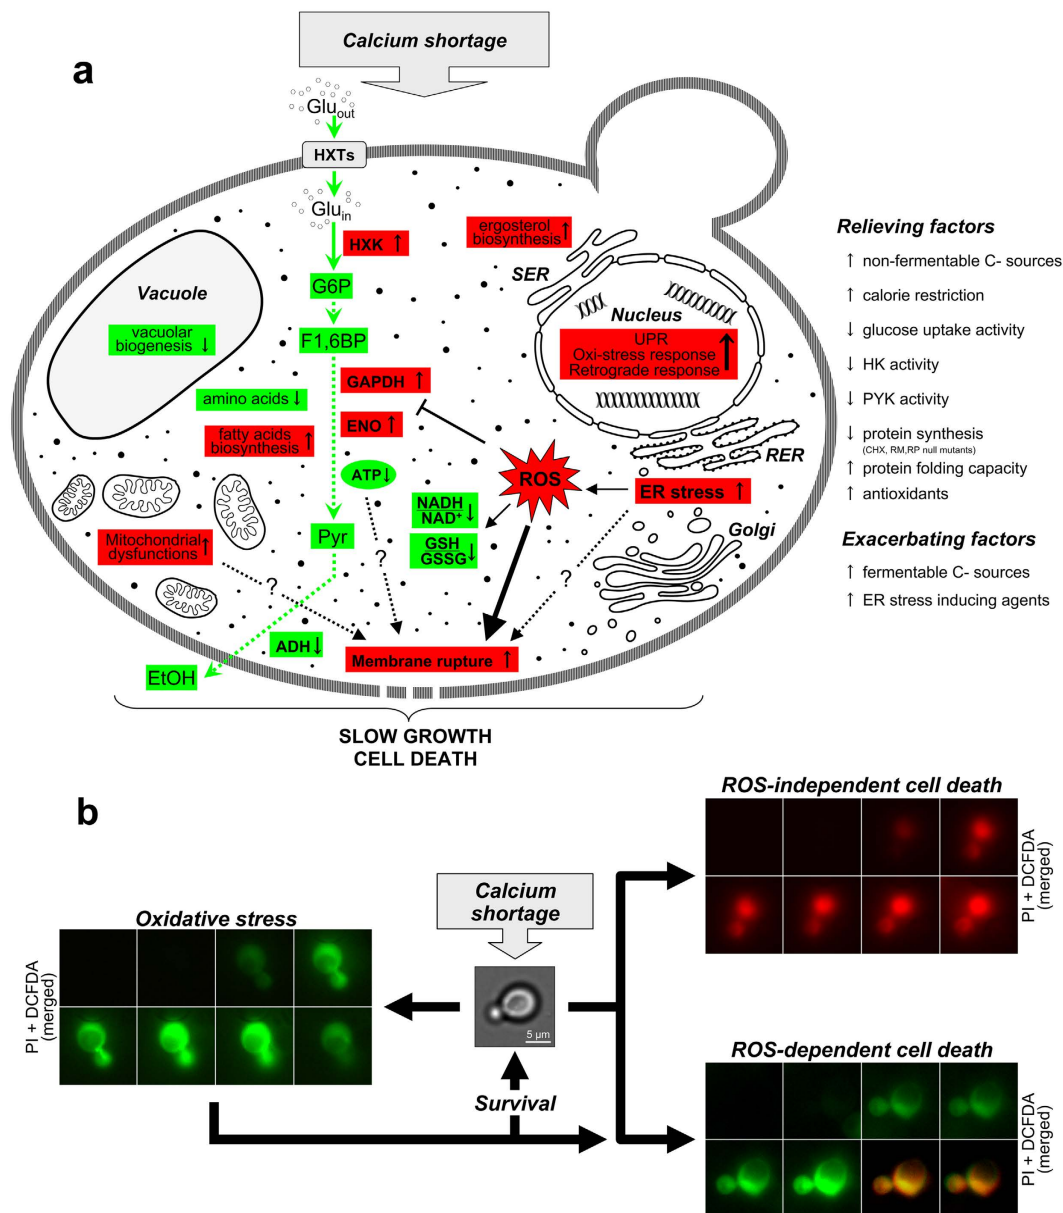 Calcium shortage
a
Glu out
HXTs
Glu in
HXK ↑
ergosterol
biosynthesis ↑
SER
G6P
Vacuole
vacuolar
biogenesis ↓
F1,6BP
Nucleus
UPR
Oxi-stress response
Retrograde response ↑
GAPDH ↑
amino acids ↓
ENO ↑
fatty acids
biosynthesis ↑
RER
ATP ↓
ROS
ER stress ↑
NADH
NAD+ ↓
GSH
GSSG ↓
Golgi
Pyr
Mitochondrial
dysfunctions ↑
?
?
?
ADH ↓
Membrane rupture ↑
EtOH
SLOW GROWTH
CELL DEATH
Relieving factors
↑ non-fermentable C- sources
↑ calorie restriction
↓ glucose uptake activity
↓ HK activity
↓ PYK activity
↓ protein synthesis
(CHX, RM,RP null mutants)
↑ protein folding capacity
↑ antioxidants
Exacerbating factors
↑ fermentable C- sources
↑ ER stress inducing agents
b
ROS-independent cell death
PI + DCFDA
(merged)
Calcium
shortage
Oxidative stress
PI + DCFDA
(merged)
5 µm
Survival
ROS-dependent cell death
PI + DCFDA
(merged)